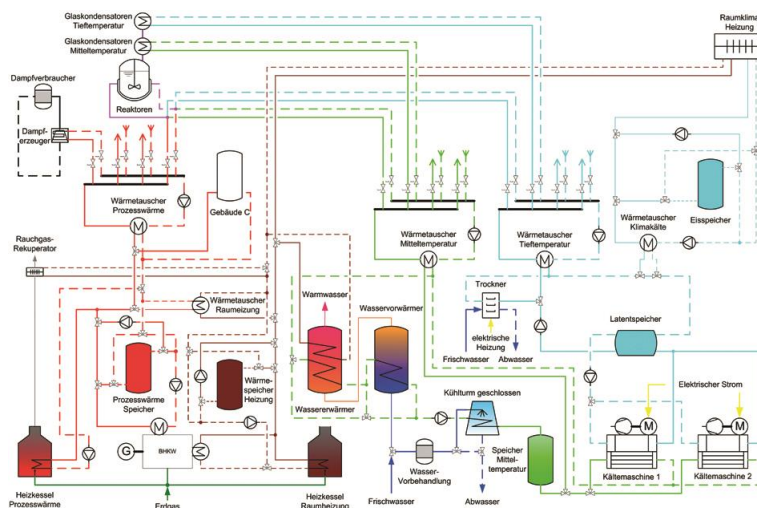 Glaskondensatoren
Tieftemperatur
Glaskondensatoren
Mitteltemperatur
Raumklima
Heizung
Dampfverbraucher
Reaktoren
Dampf-
erzeuger
Wärmetauscher
Prozesswärme
M
Gebäude C
Wärmetauscher
Mitteltemperatur
M
Wärmetauscher
Tieftemperatur
M
Wärmetauscher
Klimakälte
M
Eisspeicher
Rauchgas-
Rekuperator
Wärmetauscher
Raumeizung
Warmwasser
Wasservorwärmer
Trockner
elektrische Heizung
Frischwasser
Abwasser
Latentspeicher
Prozesswärme
Speicher
M
Wärme-
speicher
Heizung
Wassererwärmer
Kühlturm geschlossen
Elektrischer Strom
M
M
G
BHKW
Wasser-
Vorbehandlung
Speicher
Mittel-
temperatur
Kältemaschine 1
Kältemaschine 2
Heizkessel
Prozesswärme
Erdgas
Heizkessel
Raumheizung
Frischwasser
Abwasser